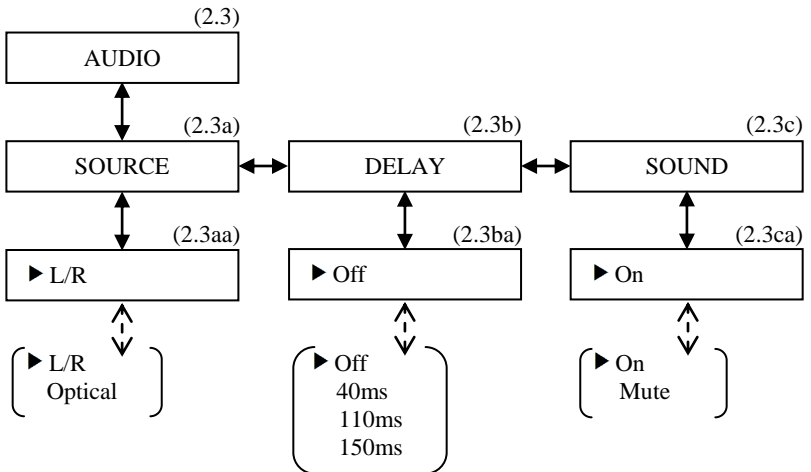 (2.3)
AUDIO
(2.3a) (2.3b) (2.3c)
SOURCE DELAY SOUND
(2.3aa) (2.3ba) (2.3ca)
▶ L/R ▶ Off ▶ On
▶ L/R ▶ Off ▶ On
Optical 40ms Mute
110ms
150ms